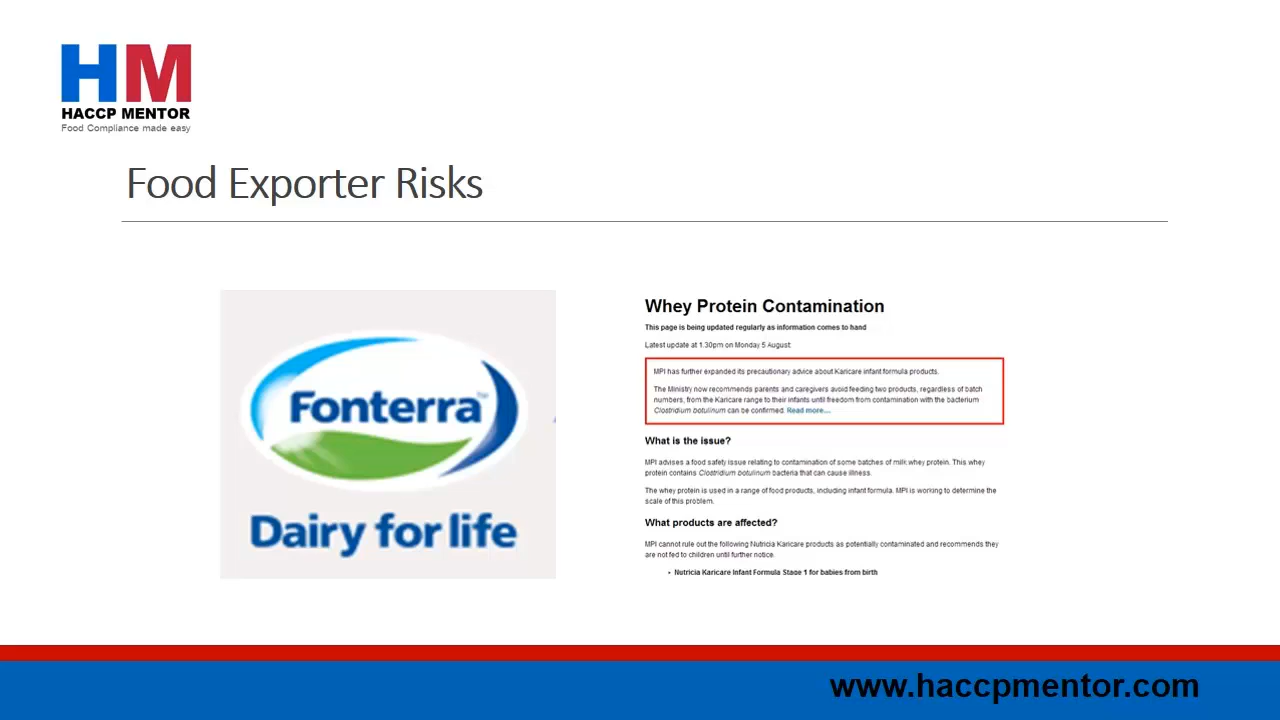 HM
HACCP MENTOR
Food Compliance made easy
Food Exporter Risks
Fonterra™
Dairy for life
Whey Protein Contamination
This page is being updated regularly as information comes to hand
Latest update at 1.30pm on Monday 5 August:
MPI has further expanded its precautionary advice about Karicare infant formula products.
The Ministry now recommends parents and caregivers avoid feeding two products, regardless of batch
numbers, from the Karicare range to their infants until freedom from contamination with the bacterium
Clostridium botulinum can be confirmed. Read more...
What is the issue?
MPI advises a food safety issue relating to contamination of some batches of milk whey protein. This whey
protein contains Clostridium botulinum bacteria that can cause illness.
The whey protein is used in a range of food products, including infant formula. MPI is working to determine the
scale of this problem.
What products are affected?
MPI cannot rule out the following Nutricia Karicare products as potentially contaminated and recommends they
are not fed to children until further notice.
• Nutricia Karicare Infant Formula Stage 1 for babies from birth
www.haccpmentor.com